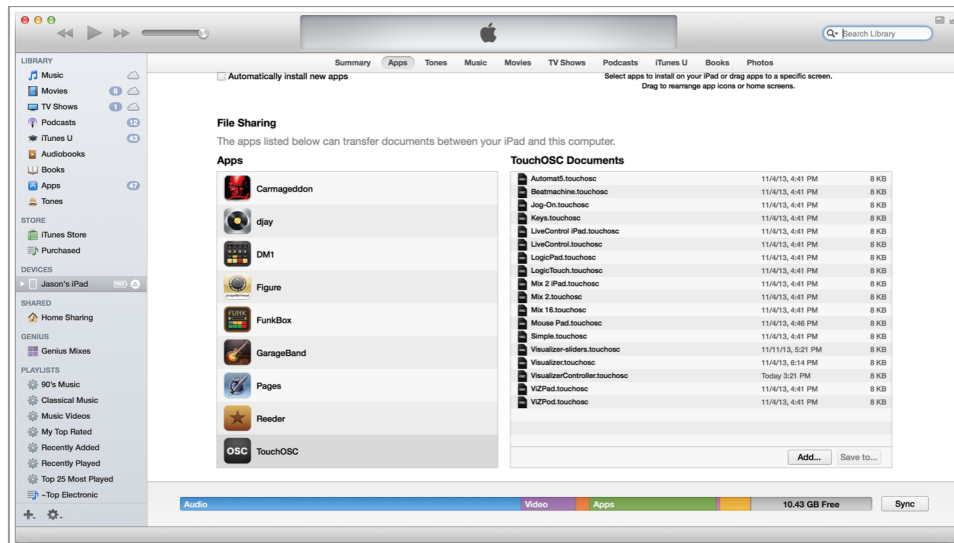 Search Library
Summary Apps Tones Music Movies TV Shows Podcasts iTunes U Books Photos
LIBRARY
Music
Movies 8
TV Shows 1
Podcasts 12
iTunes U 43
Audiobooks
Books
Apps 47
Tones
STORE
iTunes Store
Purchased
DEVICES
Jason's iPad
SHARED
Home Sharing
GENIUS
Genius Mixes
PLAYLISTS
90's Music
Classical Music
Music Videos
My Top Rated
Recently Added
Recently Played
Top 25 Most Played
~Top Electronic
Automatically install new apps
Select apps to install on your iPad or drag apps to a specific screen.
Drag to rearrange app icons or home screens.
File Sharing
The apps listed below can transfer documents between your iPad and this computer.
Apps
Carmageddon
djay
DM1
Figure
FUNK
FunkBox
GarageBand
Pages
Reeder
OSC TouchOSC
TouchOSC Documents
Automat5.touchosc 11/4/13, 4:41 PM 8 KB
Beatmachine.touchosc 11/4/13, 4:41 PM 8 KB
Jog-On.touchosc 11/4/13, 4:41 PM 8 KB
Keys.touchosc 11/4/13, 4:41 PM 8 KB
LiveControl iPad.touchosc 11/4/13, 4:41 PM 8 KB
LiveControl.touchosc 11/4/13, 4:41 PM 8 KB
LogicPad.touchosc 11/4/13, 4:41 PM 8 KB
LogicTouch.touchosc 11/4/13, 4:41 PM 8 KB
Mix 2 iPad.touchosc 11/4/13, 4:41 PM 8 KB
Mix 2.touchosc 11/4/13, 4:41 PM 8 KB
Mix 16.touchosc 11/4/13, 4:41 PM 8 KB
Mouse Pad.touchosc 11/4/13, 4:46 PM 8 KB
Simple.touchosc 11/4/13, 4:41 PM 8 KB
Visualizer-sliders.touchosc 11/11/13, 5:21 PM 8 KB
Visualizer.touchosc 11/4/13, 6:14 PM 8 KB
VisualizerController.touchosc Today 3:21 PM 8 KB
ViZPad.touchosc 11/4/13, 4:41 PM 8 KB
ViZPod.touchosc 11/4/13, 4:41 PM 8 KB
Add... Save to...
Audio Video Apps 10.43 GB Free Sync